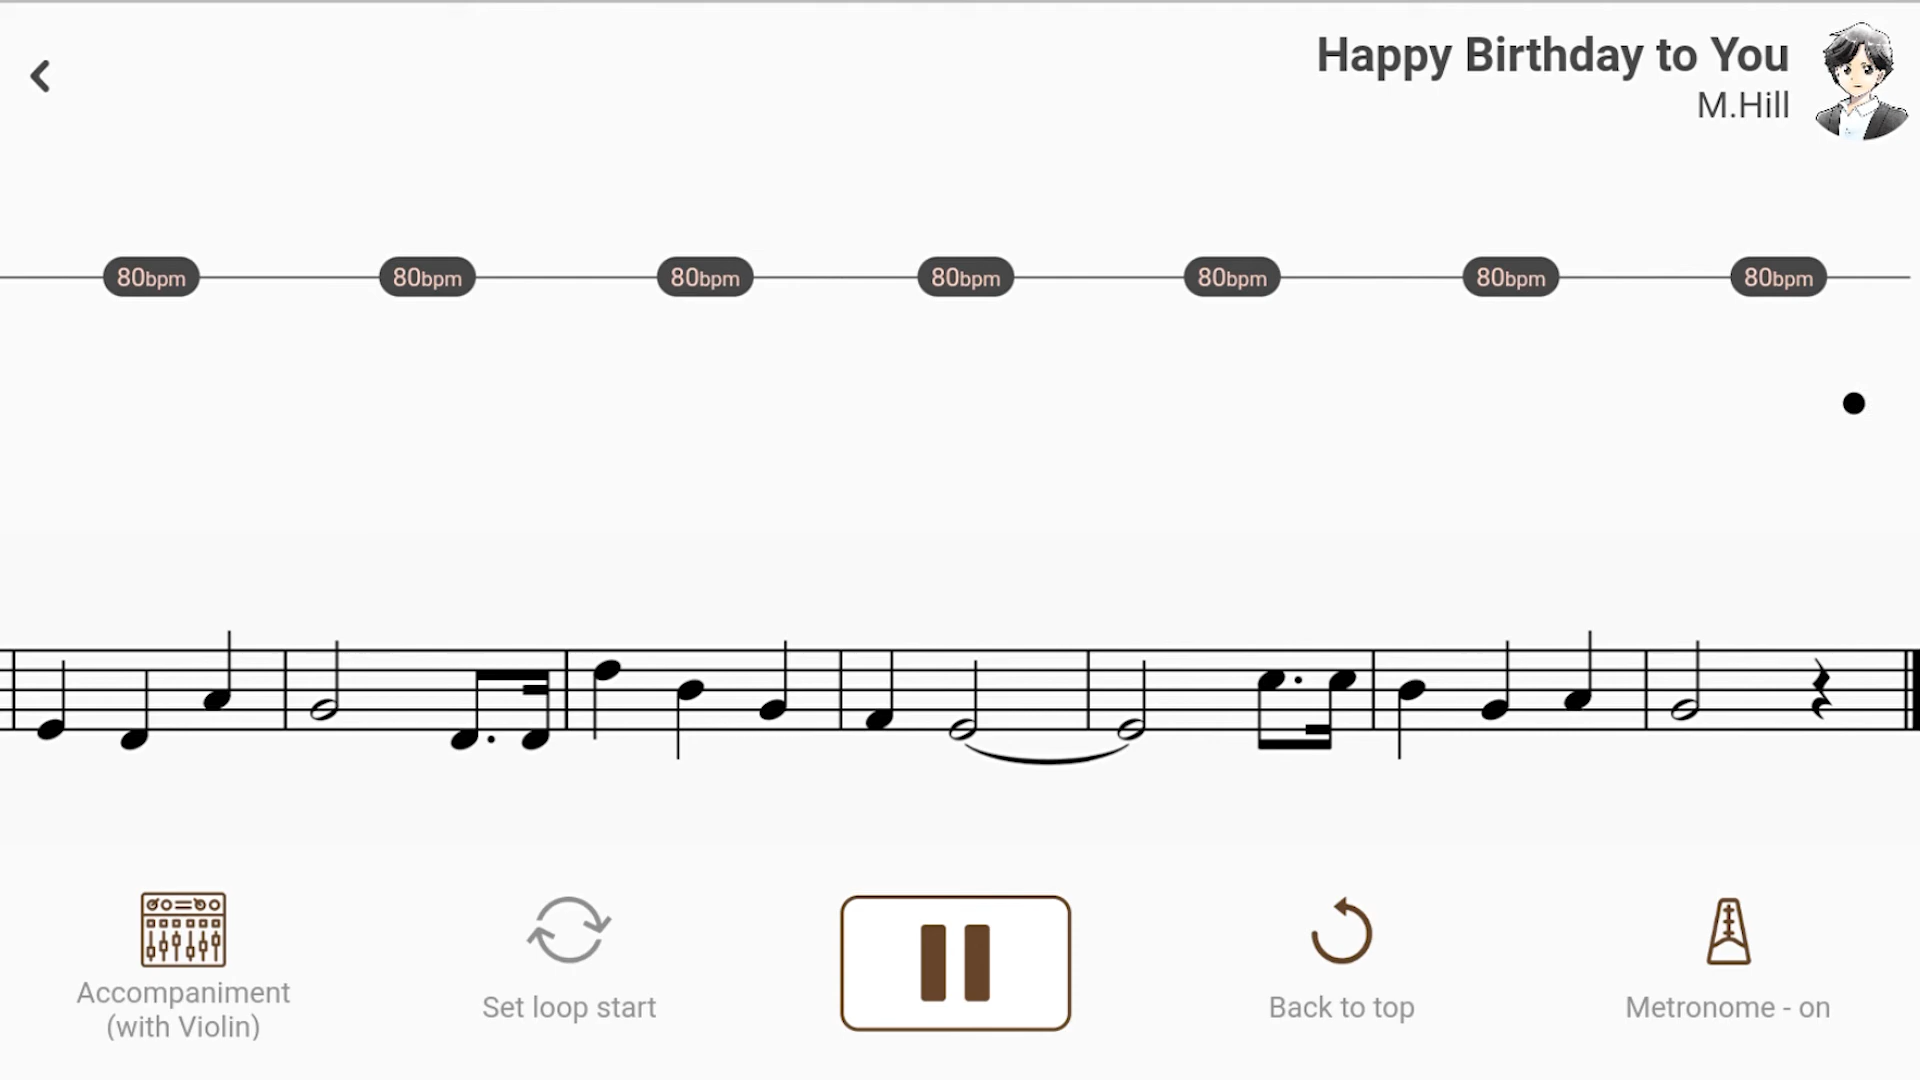 Happy Birthday to You
M.Hill
80bpm 80bpm 80bpm 80bpm 80bpm 80bpm 80bpm
Accompaniment
(with Violin)
Set loop start
Back to top
Metronome - on